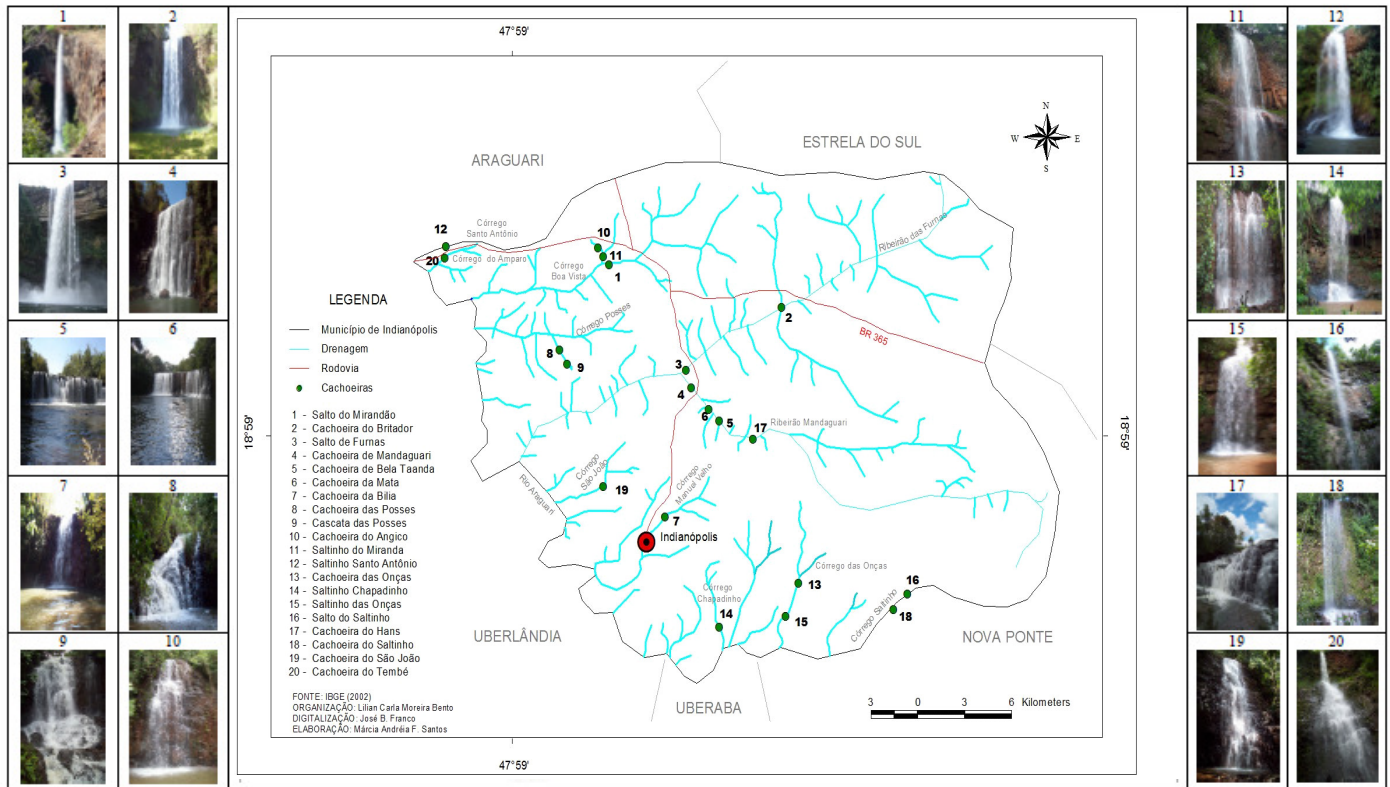 1
2
3
4
5
6
7
8
9
10
47°59'
ARAGUARI
ESTRELA DO SUL
N
W
E
S
Córrego
Santo Antônio
12
20
Córrego do Amparo
10
11
1
Córrego
Boa Vista
Ribeirão das Furnas
2
BR 365
Córrego Posses
8
9
3
4
6
5
17
Ribeirão Mandaguari
18°59'
18°59'
Córrego
São João
19
Rio Araguari
Córrego
Manuel Velho
7
Indianópolis
Córrego das Onças
13
Córrego
Chapadinho
14
15
16
18
Córrego Saltinho
UBERLÂNDIA
NOVA PONTE
UBERABA
LEGENDA
Município de Indianópolis
Drenagem
Rodovia
Cachoeiras
1 - Salto do Mirandão
2 - Cachoeira do Britador
3 - Salto de Furnas
4 - Cachoeira de Mandaguari
5 - Cachoeira de Bela Taanda
6 - Cachoeira da Mata
7 - Cachoeira da Bilia
8 - Cachoeira das Posses
9 - Cascata das Posses
10 - Cachoeira do Angico
11 - Saltinho do Miranda
12 - Saltinho Santo Antônio
13 - Cachoeira das Onças
14 - Saltinho Chapadinho
15 - Saltinho das Onças
16 - Salto do Saltinho
17 - Cachoeira do Hans
18 - Cachoeira do Saltinho
19 - Cachoeira do São João
20 - Cachoeira do Tembé
FONTE: IBGE (2002)
ORGANIZAÇÃO: Lilian Carla Moreira Bento
DIGITALIZAÇÃO: José B. Franco
ELABORAÇÃO: Márcia Andréia F. Santos
3 0 3 6 Kilometers
47°59'
11
12
13
14
15
16
17
18
19
20